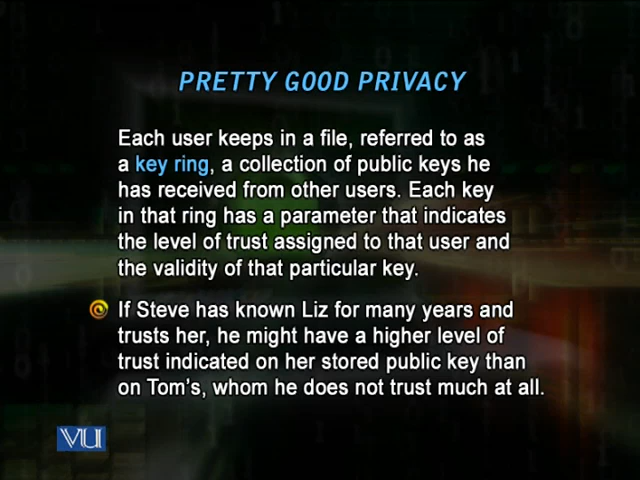 PRETTY GOOD PRIVACY
Each user keeps in a file, referred to as
a key ring, a collection of public keys he
has received from other users. Each key
in that ring has a parameter that indicates
the level of trust assigned to that user and
the validity of that particular key.
If Steve has known Liz for many years and
trusts her, he might have a higher level of
trust indicated on her stored public key than
on Tom's, whom he does not trust much at all.
VU